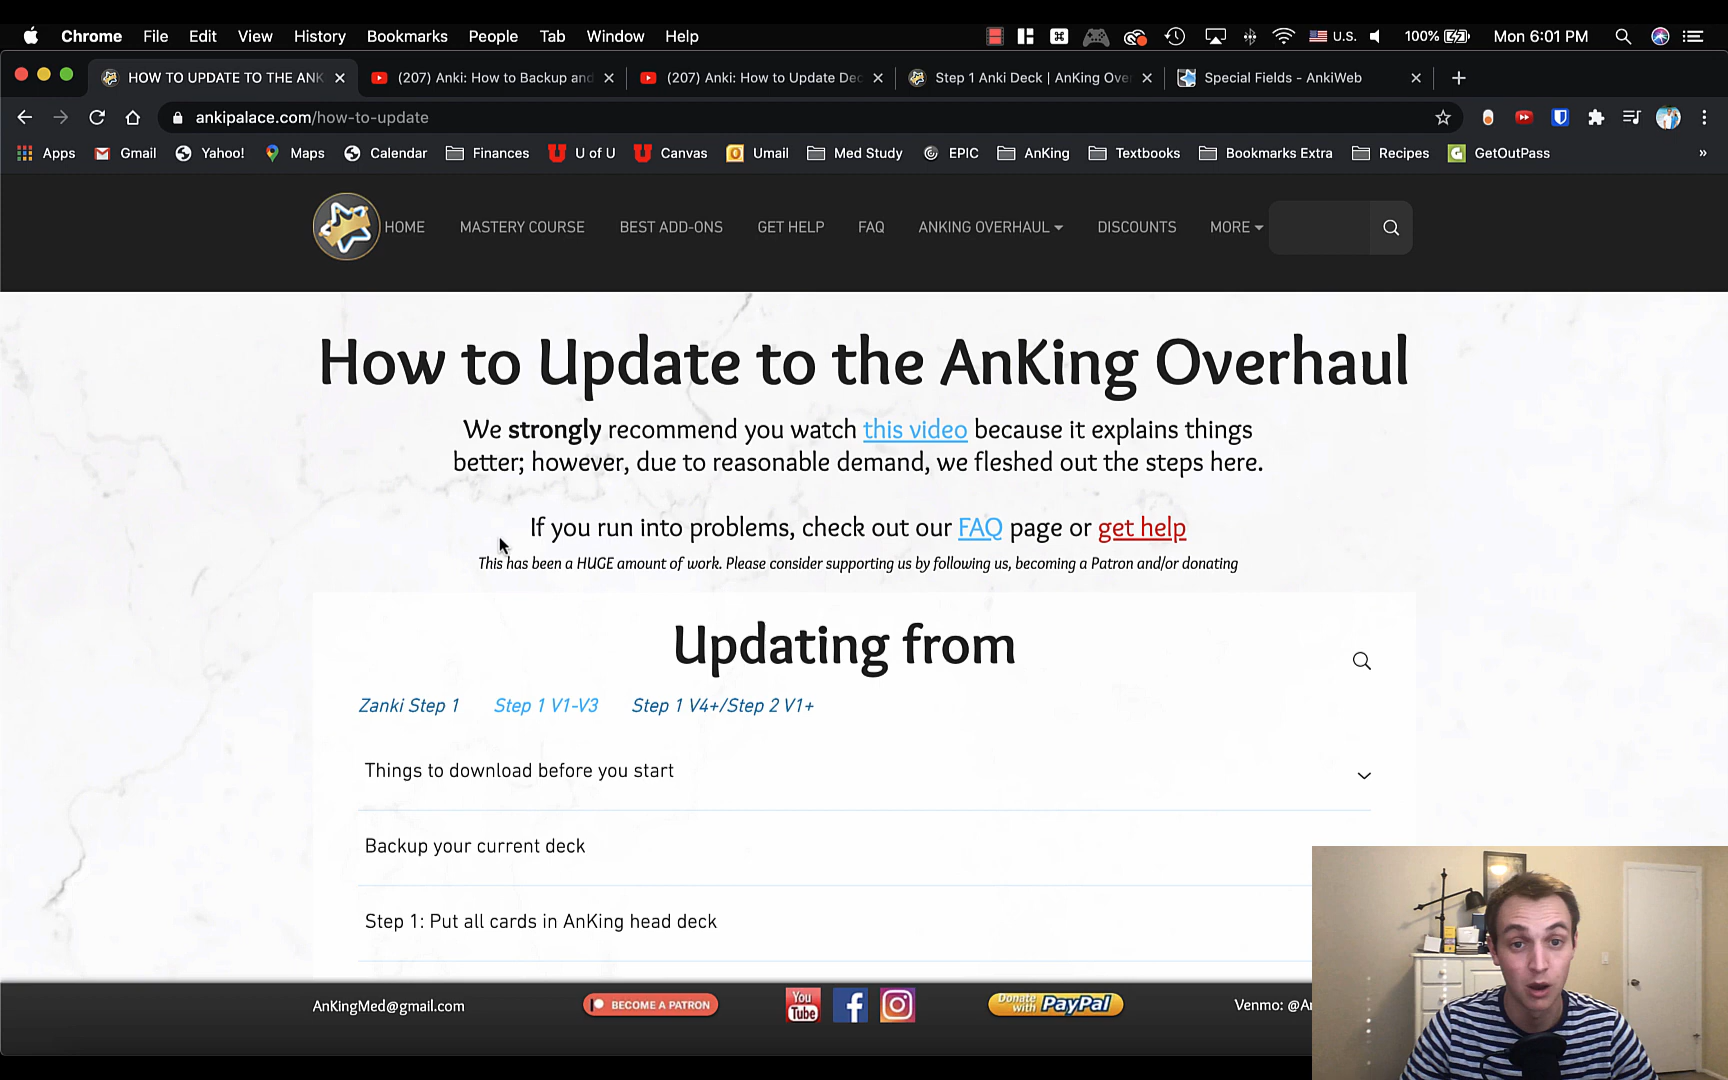 Chrome File Edit View History Bookmarks People Tab Window Help U.S. 100% Mon 6:01 PM
HOW TO UPDATE TO THE ANK (207) Anki: How to Backup and (207) Anki: How to Update Dec Step 1 Anki Deck | AnKing Over Special Fields - AnkiWeb
ankipalace.com/how-to-update
Apps Gmail Yahoo! Maps Calendar Finances U of U Canvas Umail Med Study EPIC AnKing Textbooks Bookmarks Extra Recipes GetOutPass »
HOME MASTERY COURSE BEST ADD-ONS GET HELP FAQ ANKING OVERHAUL DISCOUNTS MORE
How to Update to the AnKing Overhaul
We strongly recommend you watch this video because it explains things
better; however, due to reasonable demand, we fleshed out the steps here.
If you run into problems, check out our FAQ page or get help
This has been a HUGE amount of work. Please consider supporting us by following us, becoming a Patron and/or donating
Updating from
Zanki Step 1 Step 1 V1-V3 Step 1 V4+/Step 2 V1+
Things to download before you start
Backup your current deck
Step 1: Put all cards in AnKing head deck
AnKingMed@gmail.com BECOME A PATRON You Tube Donate with PayPal Venmo: @A